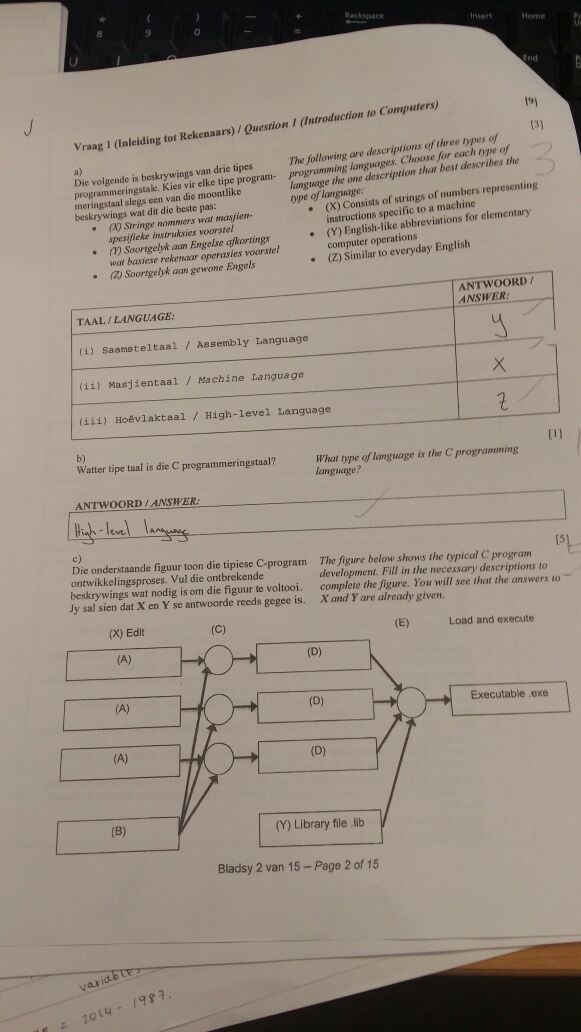 *
(
)
—
+
Backspace
Insert
Home
8
9
0
-
=
U
I
End
Vraag 1 (Inleiding tot Rekenaars) / Question 1 (Introduction to Computers)
[9]
[3]
3
a)
Die volgende is beskrywings van drie tipes
programmeringstale. Kies vir elke tipe program-
meringstaal slegs een van die moontlike
beskrywings wat dit die beste pas:
• (X) Stringe nommers wat masjien-
spesifieke instruksies voorstel
• (Y) Soortgelyk aan Engelse afkortings
wat basiese rekenaar operasies voorstel
• (Z) Soortgelyk aan gewone Engels
The following are descriptions of three types of
programming languages. Choose for each type of
language the one description that best describes the
type of language:
• (X) Consists of strings of numbers representing
instructions specific to a machine
• (Y) English-like abbreviations for elementary
computer operations
• (Z) Similar to everyday English
TAAL / LANGUAGE:
ANTWOORD /
ANSWER:
(i) Saamsteltaal / Assembly Language
y
(ii) Masjientaal / Machine Language
X
(iii) Hoëvlaktaal / High-level Language
Z
[1]
b)
Watter tipe taal is die C programmeringstaal?
What type of language is the C programming
language?
ANTWOORD / ANSWER:
High-level language
[5]
c)
Die onderstaande figuur toon die tipiese C-program
ontwikkelingsproses. Vul die ontbrekende
beskrywings wat nodig is om die figuur te voltooi.
Jy sal sien dat X en Y se antwoorde reeds gegee is.
The figure below shows the typical C program
development. Fill in the necessary descriptions to
complete the figure. You will see that the answers to
X and Y are already given.
(X) Edit
(C)
(E)
Load and execute
(A)
(D)
(A)
(D)
Executable .exe
(A)
(D)
(B)
(Y) Library file .lib
Bladsy 2 van 15 – Page 2 of 15
= 2014 - 1987.